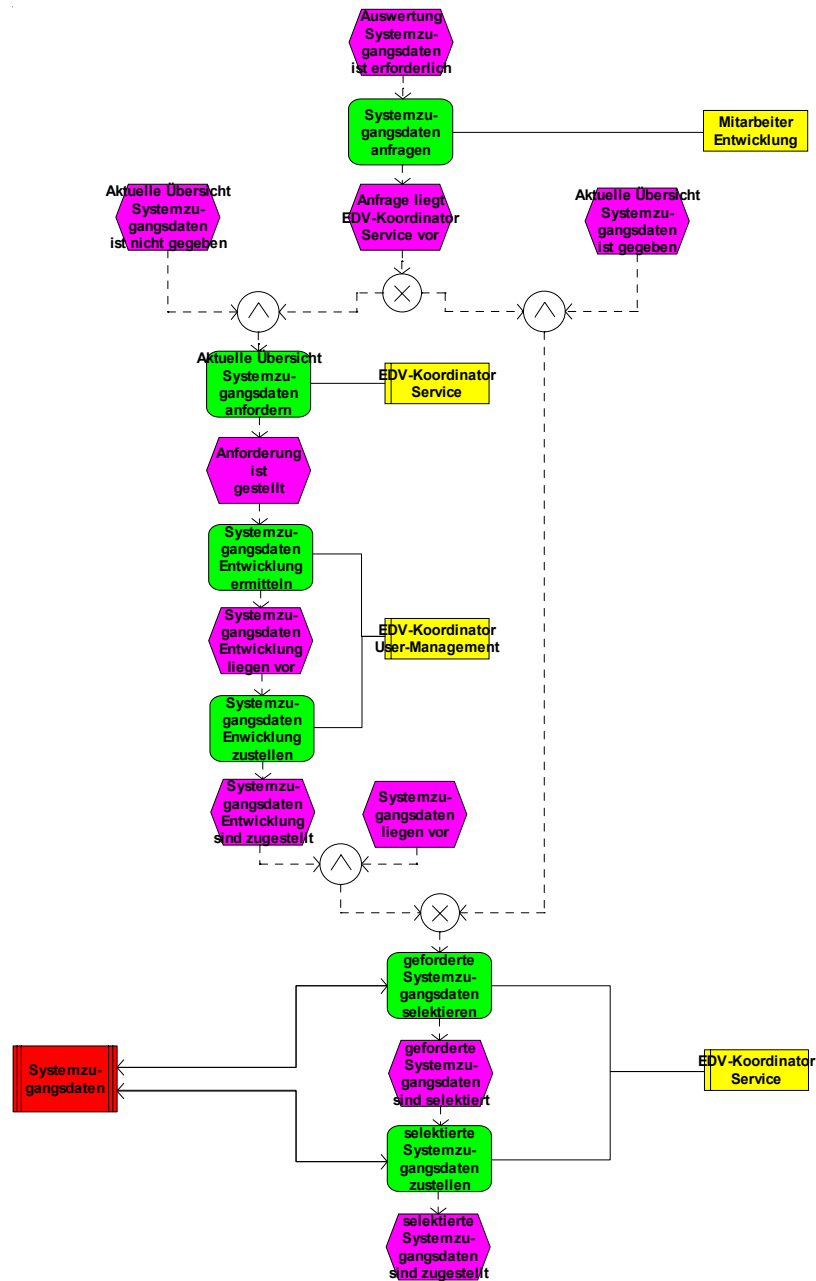 Auswertung
Systemzu-
gangsdaten
ist erforderlich
Systemzu-
gangsdaten
anfragen
Mitarbeiter
Entwicklung
Aktuelle Übersicht
Systemzu-
gangsdaten
ist nicht gegeben
Anfrage liegt
EDV-Koordinator
Service vor
Aktuelle Übersicht
Systemzu-
gangsdaten
ist gegeben
Aktuelle Übersicht
Systemzu-
gangsdaten
anfordern
EDV-Koordinator
Service
Anforderung
ist
gestellt
Systemzu-
gangsdaten
Entwicklung
ermitteln
Systemzu-
gangsdaten
Entwicklung
liegen vor
EDV-Koordinator
User-Management
Systemzu-
gangsdaten
Enwicklung
zustellen
Systemzu-
gangsdaten
Entwicklung
sind zugestellt
Systemzu-
gangsdaten
liegen vor
geforderte
Systemzu-
gangsdaten
selektieren
Systemzu-
gangsdaten
geforderte
Systemzu-
gangsdaten
sind selektiert
EDV-Koordinator
Service
selektierte
Systemzu-
gangsdaten
zustellen
selektierte
Systemzu-
gangsdaten
sind zugestellt